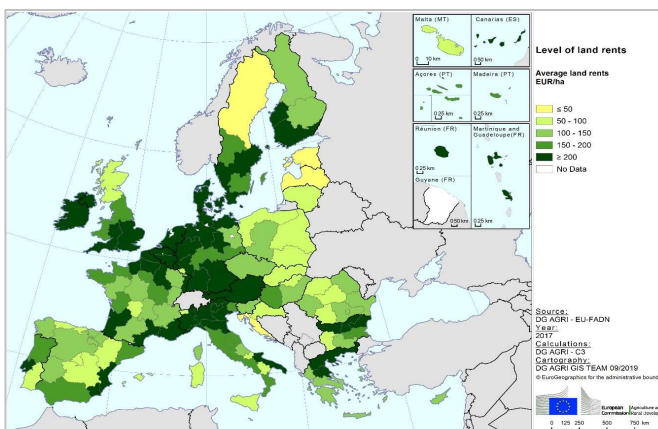 Malta (MT)
0 10 km
Canarias (ES)
0 50 km
Açores (PT)
0 25 km
Madeira (PT)
0 25 km
Réunion (FR)
0 25 km
Martinique and
Guadeloupe(FR)
0 25 km
Guyane (FR)
0 50 km
Level of land rents
Average land rents
EUR/ha
≤ 50
50 - 100
100 - 150
150 - 200
≥ 200
No Data
Source:
DG AGRI - EU-FADN
Year:
2017
Calculations:
DG AGRI - C3
Cartography:
DG AGRI GIS TEAM 09/2019
© EuroGeographics for the administrative bound
European
Commission
Agriculture a
Rural Develo
0 125 250 500 750 km